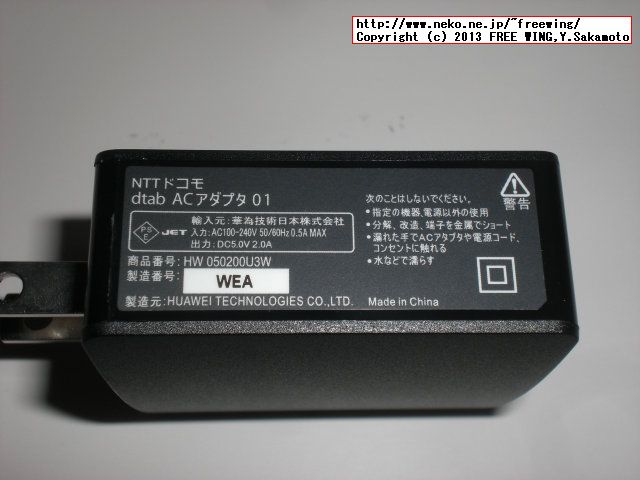 http://www.neko.ne.jp/~freewing/
Copyright (c) 2013 FREE WING,Y.Sakamoto
NTTドコモ
dtab ACアダプタ 01
PS
E
JET
輸入元:華為技術日本株式会社
入力:AC100-240V 50/60Hz 0.5A MAX
出力:DC5.0V 2.0A
商品番号: HW 050200U3W
製造番号:
WEA
製造元:HUAWEI TECHNOLOGIES CO.,LTD.
Made in China
次のことはしないでください。
・指定の機器、電源以外の使用
・分解、改造、端子を金属でショート
・漏れた手でACアダプタや電源コード、
コンセントに触れる
・水などで濡らす
警告